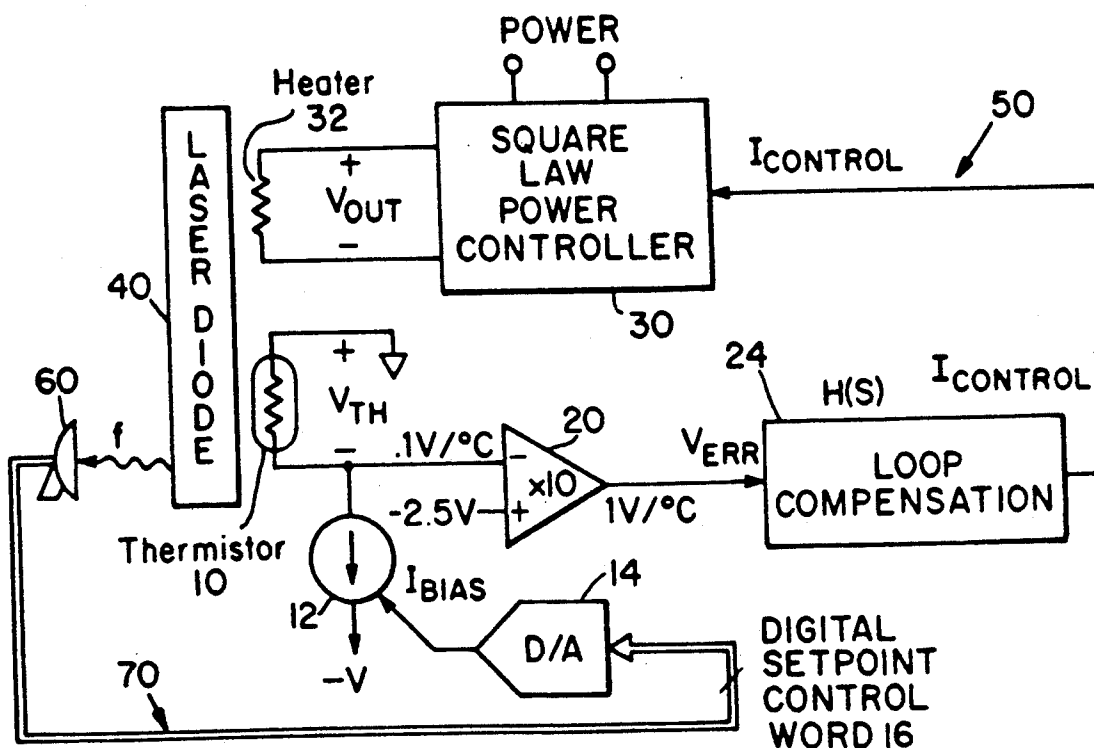 POWER
Heater
32
LASER DIODE
+
VOUT
-
SQUARE
LAW
POWER
CONTROLLER
ICONTROL
50
40
30
60
f
+
VTH
-
.1V/°C
20
-
×10
-2.5V
+
1V/°C
24
H(S)
ICONTROL
VERR
LOOP
COMPENSATION
Thermistor
10
12
IBIAS
-V
14
D/A
DIGITAL
SETPOINT
CONTROL
WORD 16
70